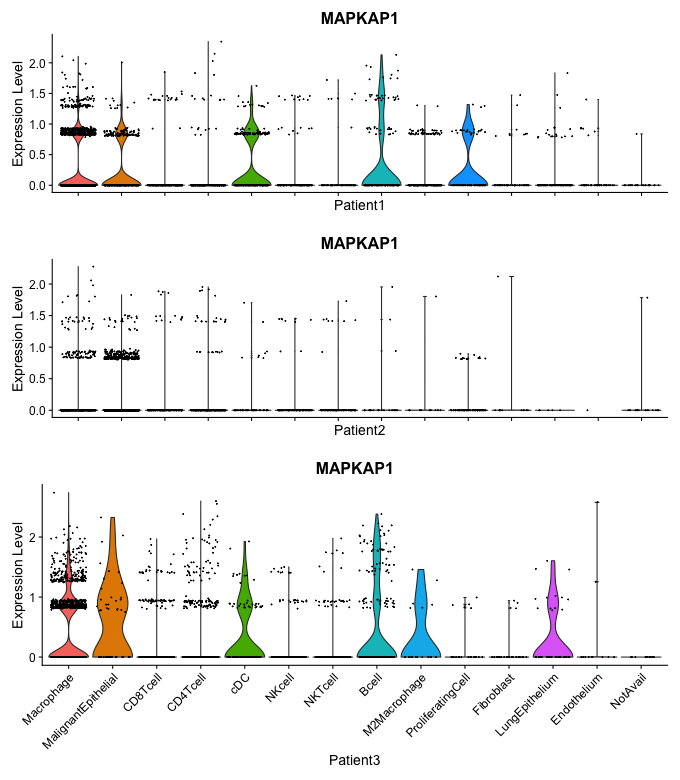 MAPKAP1
Expression Level
2.0
1.5
1.0
0.5
0.0
Patient1
MAPKAP1
Expression Level
2.0
1.5
1.0
0.5
0.0
Patient2
MAPKAP1
Expression Level
2
1
0
Macrophage
MalignantEpithelial
CD8Tcell
CD4Tcell
cDC
NKcell
NKTcell
Bcell
M2Macrophage
ProliferatingCell
Fibroblast
LungEpithelium
Endothelium
NotAvail
Patient3